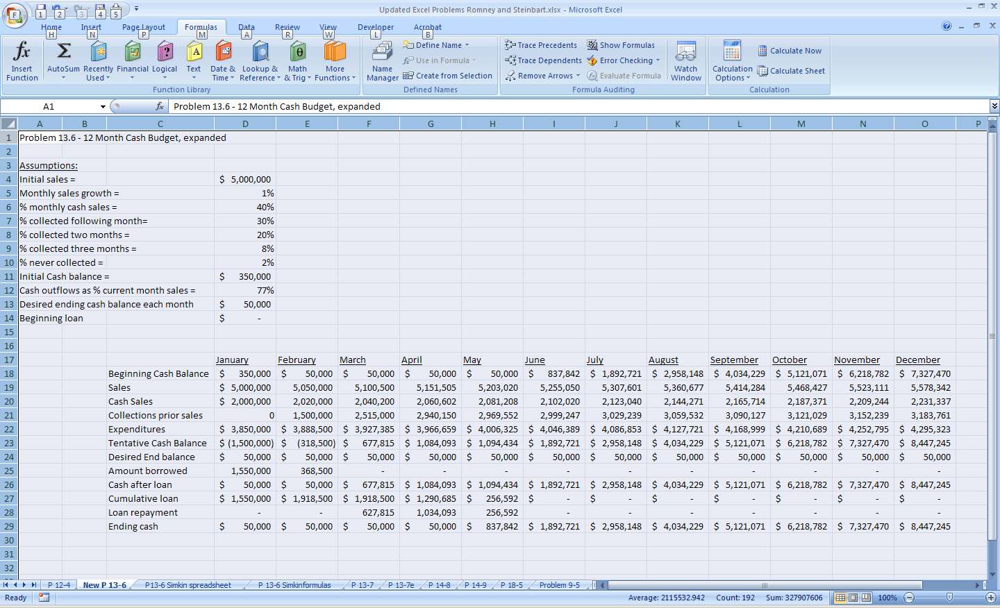 Updated Excel Problems Romney and Steinbart.xlsx - Microsoft Excel
F 1 2 3 4 5
Home Insert Page Layout Formulas Data Review View Developer Acrobat
H N P M A R W L B
Insert Function AutoSum Recently Used Financial Logical Text Date & Time Lookup & Reference Math & Trig More Functions
Function Library
Name Manager Define Name Use in Formula Create from Selection
Defined Names
Trace Precedents Trace Dependents Remove Arrows Show Formulas Error Checking Evaluate Formula Watch Window
Formula Auditing
Calculation Options Calculate Now Calculate Sheet
Calculation
A1 fx Problem 13.6 - 12 Month Cash Budget, expanded
A B C D E F G H I J K L M N O P
1 Problem 13.6 - 12 Month Cash Budget, expanded
2
3 Assumptions:
4 Initial sales = $ 5,000,000
5 Monthly sales growth = 1%
6 % monthly cash sales = 40%
7 % collected following month= 30%
8 % collected two months = 20%
9 % collected three months = 8%
10 % never collected = 2%
11 Initial Cash balance = $ 350,000
12 Cash outflows as % current month sales = 77%
13 Desired ending cash balance each month $ 50,000
14 Beginning loan $ -
15
16
17 January February March April May June July August September October November December
18 Beginning Cash Balance $ 350,000 $ 50,000 $ 50,000 $ 50,000 $ 50,000 $ 837,842 $ 1,892,721 $ 2,958,148 $ 4,034,229 $ 5,121,071 $ 6,218,782 $ 7,327,470
19 Sales $ 5,000,000 5,050,000 5,100,500 5,151,505 5,203,020 5,255,050 5,307,601 5,360,677 5,414,284 5,468,427 5,523,111 5,578,342
20 Cash Sales $ 2,000,000 2,020,000 2,040,200 2,060,602 2,081,208 2,102,020 2,123,040 2,144,271 2,165,714 2,187,371 2,209,244 2,231,337
21 Collections prior sales 0 1,500,000 2,515,000 2,940,150 2,969,552 2,999,247 3,029,239 3,059,532 3,090,127 3,121,029 3,152,239 3,183,761
22 Expenditures $ 3,850,000 $ 3,888,500 $ 3,927,385 $ 3,966,659 $ 4,006,325 $ 4,046,389 $ 4,086,853 $ 4,127,721 $ 4,168,999 $ 4,210,689 $ 4,252,795 $ 4,295,323
23 Tentative Cash Balance $ (1,500,000) $ (318,500) $ 677,815 $ 1,084,093 $ 1,094,434 $ 1,892,721 $ 2,958,148 $ 4,034,229 $ 5,121,071 $ 6,218,782 $ 7,327,470 $ 8,447,245
24 Desired End balance $ 50,000 $ 50,000 $ 50,000 $ 50,000 $ 50,000 $ 50,000 $ 50,000 $ 50,000 $ 50,000 $ 50,000 $ 50,000 $ 50,000
25 Amount borrowed 1,550,000 368,500 - - - - - - - - - -
26 Cash after loan $ 50,000 $ 50,000 $ 677,815 $ 1,084,093 $ 1,094,434 $ 1,892,721 $ 2,958,148 $ 4,034,229 $ 5,121,071 $ 6,218,782 $ 7,327,470 $ 8,447,245
27 Cumulative loan $ 1,550,000 $ 1,918,500 $ 1,918,500 $ 1,290,685 $ 256,592 $ - $ - $ - $ - $ - $ - $ -
28 Loan repayment - - 627,815 1,034,093 256,592 - - - - - - -
29 Ending cash $ 50,000 $ 50,000 $ 50,000 $ 50,000 $ 837,842 $ 1,892,721 $ 2,958,148 $ 4,034,229 $ 5,121,071 $ 6,218,782 $ 7,327,470 $ 8,447,245
30
31
32
P 12-4 New P 13-6 P13-6 Simkin spreadsheet P 13-6 Simkinformulas P 13-7 P 13-7e P 14-8 P 14-9 P 18-5 Problem 9-5
Ready Average: 2115532.942 Count: 192 Sum: 327907606 100%